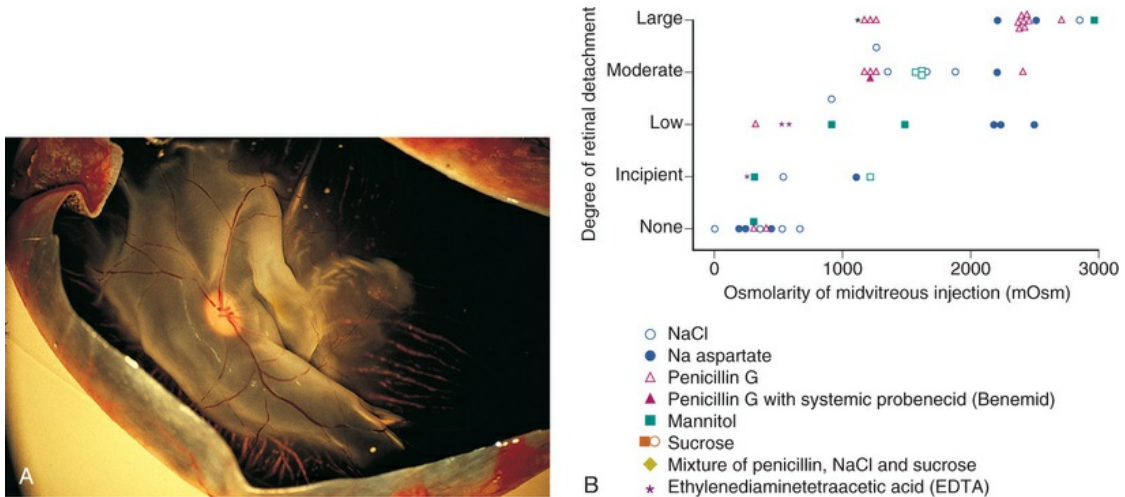 A
Degree of retinal detachment
Large
Moderate
Low
Incipient
None
0 1000 2000 3000
Osmolarity of midvitreous injection (mOsm)
NaCl
Na aspartate
Penicillin G
Penicillin G with systemic probenecid (Benemid)
Mannitol
Sucrose
Mixture of penicillin, NaCl and sucrose
Ethylenediaminetetraacetic acid (EDTA)
B